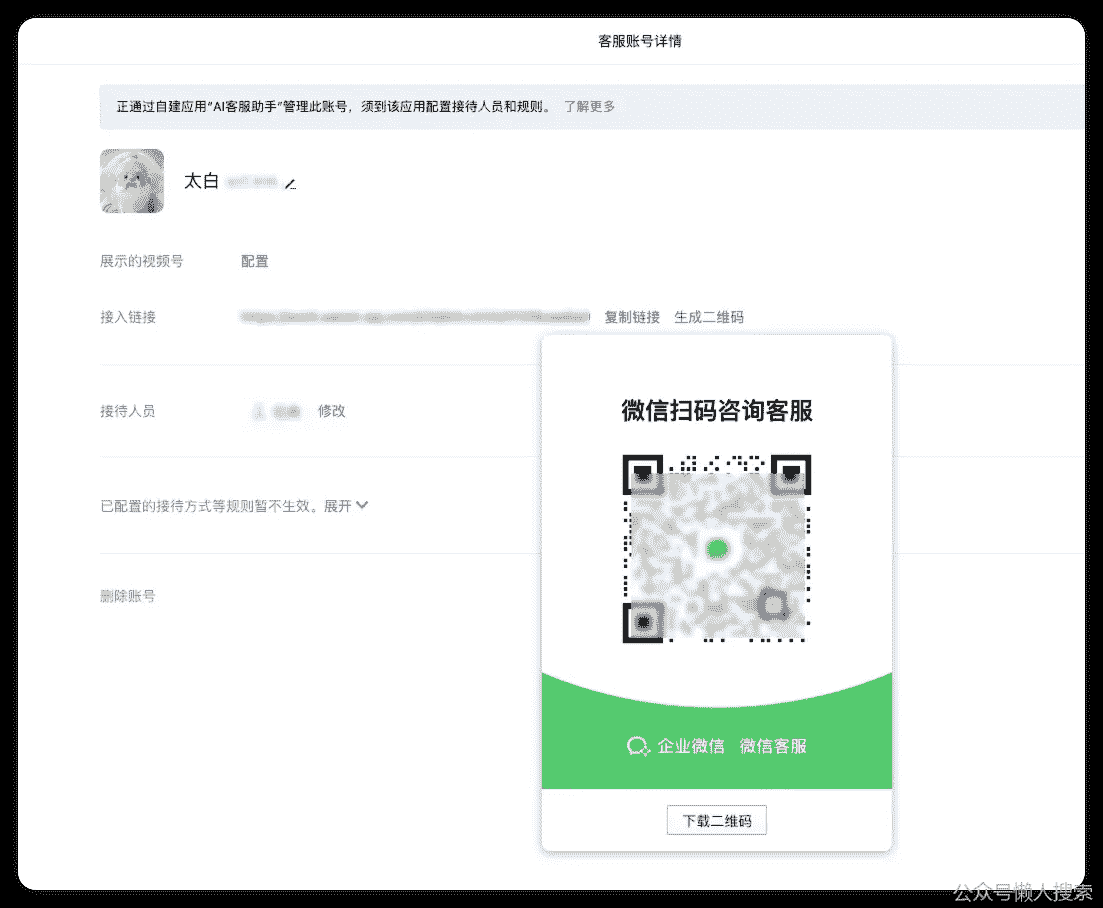 客服账号详情
正通过自建应用“AI客服助手”管理此账号，须到该应用配置接待人员和规则。 了解更多
太白
展示的视频号 配置
接入链接 复制链接 生成二维码
接待人员 修改
已配置的接待方式等规则暂不生效。展开
删除账号
微信扫码咨询客服
企业微信 微信客服
下载二维码
公众号懒人搜索